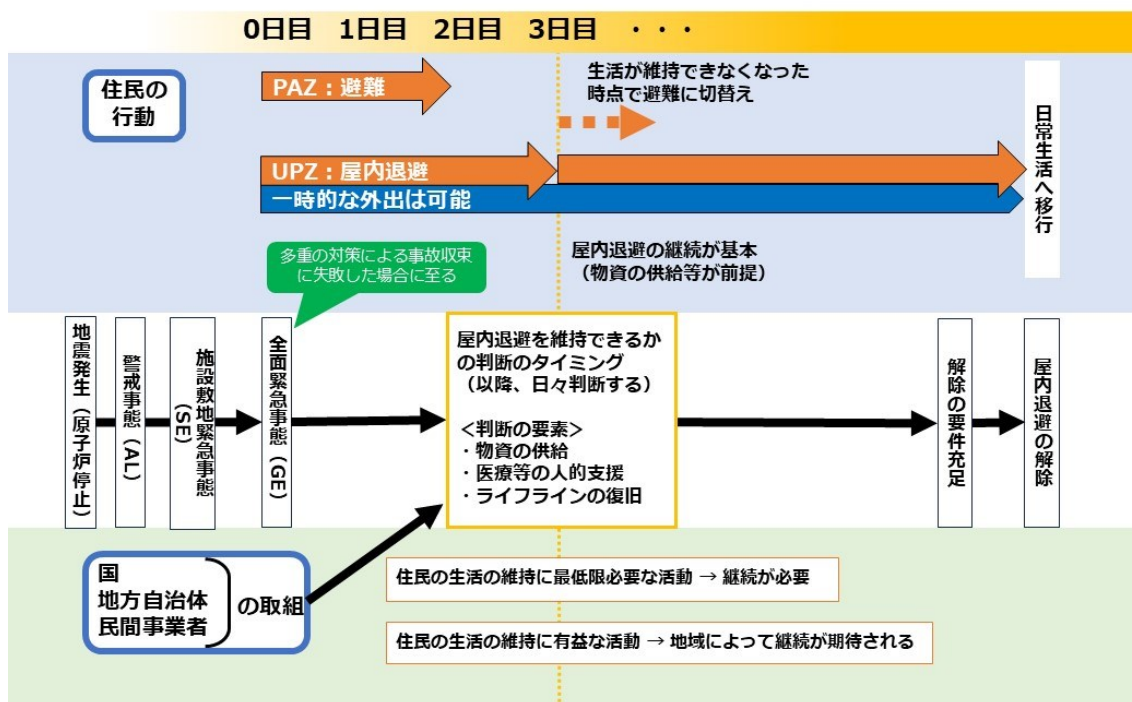 0日目 1日目 2日目 3日目 ・・・
住民の
行動
PAZ：避難
生活が維持できなくなった
時点で避難に切替え
UPZ：屋内退避
一時的な外出は可能
日常生活へ移行
多重の対策による事故収束
に失敗した場合に至る
屋内退避の継続が基本
（物資の供給等が前提）
地震発生（原子炉停止）
警戒事態（AL）
施設敷地緊急事態
（SE）
全面緊急事態（GE）
屋内退避を維持できるか
の判断のタイミング
（以降、日々判断する）
＜判断の要素＞
・物資の供給
・医療等の人的支援
・ライフラインの復旧
解除の要件充足
屋内退避の解除
国
地方自治体
民間事業者
の取組
住民の生活の維持に最低限必要な活動 → 継続が必要
住民の生活の維持に有益な活動 → 地域によって継続が期待される